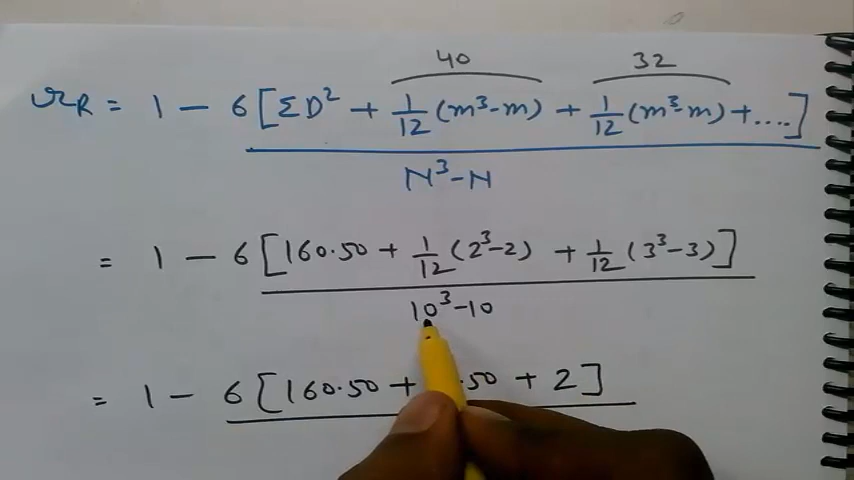 40 32
r_R = 1 - 6[ΣD² + 1/12 (m³-m) + 1/12 (m³-m) + ....]
N³-N
= 1 - 6[160.50 + 1/12 (2³-2) + 1/12 (3³-3)]
10³-10
= 1 - 6[160.50 + .50 + 2]